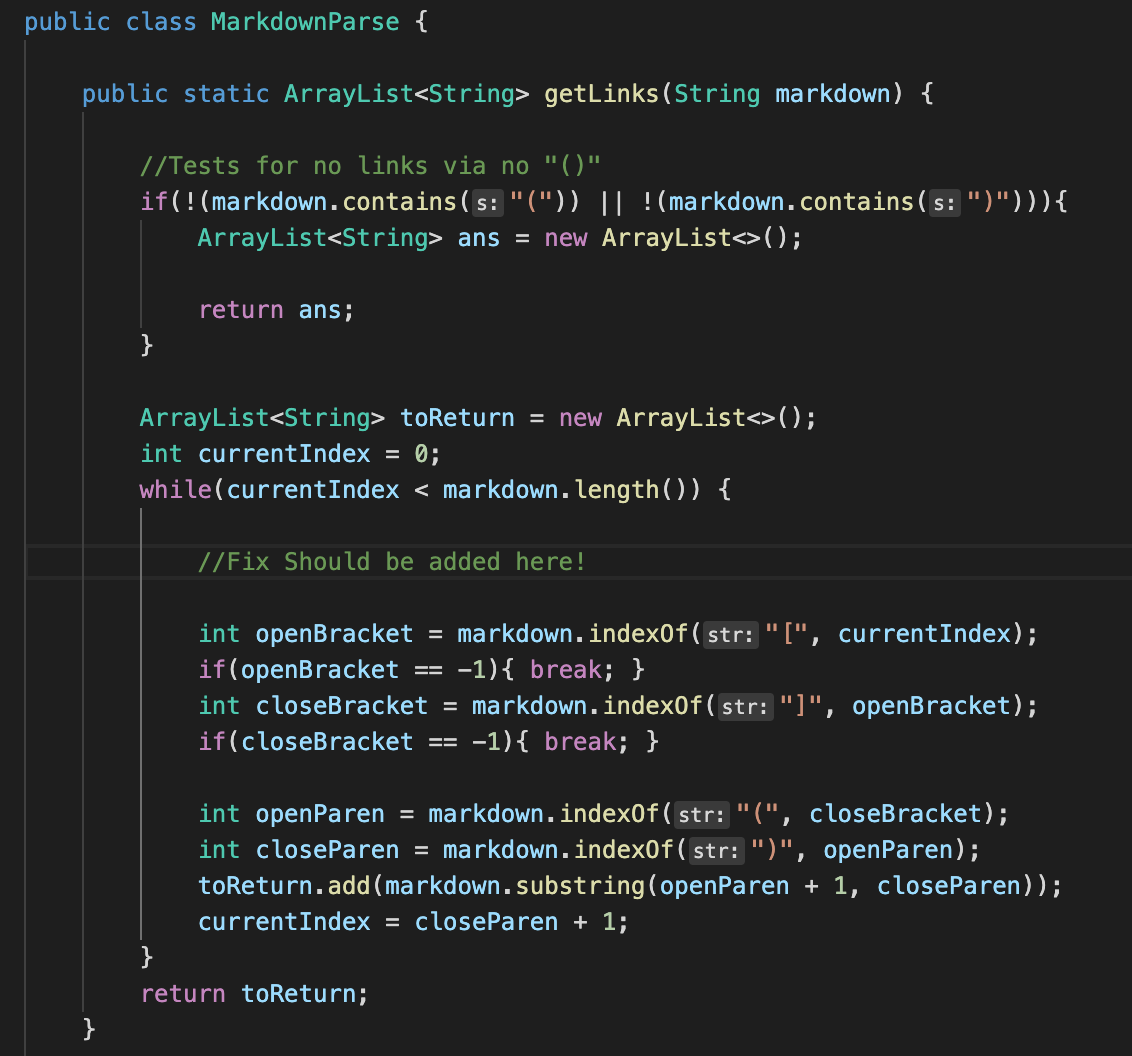 public class MarkdownParse {
public static ArrayList<String> getLinks(String markdown) {
//Tests for no links via no "()"
if(!(markdown.contains(s:"(")) || !(markdown.contains(s:")"))){
ArrayList<String> ans = new ArrayList<>();
return ans;
}
ArrayList<String> toReturn = new ArrayList<>();
int currentIndex = 0;
while(currentIndex < markdown.length()) {
//Fix Should be added here!
int openBracket = markdown.indexOf(str:"[", currentIndex);
if(openBracket == -1){ break; }
int closeBracket = markdown.indexOf(str:"]", openBracket);
if(closeBracket == -1){ break; }
int openParen = markdown.indexOf(str:"(", closeBracket);
int closeParen = markdown.indexOf(str:")", openParen);
toReturn.add(markdown.substring(openParen + 1, closeParen));
currentIndex = closeParen + 1;
}
return toReturn;
}